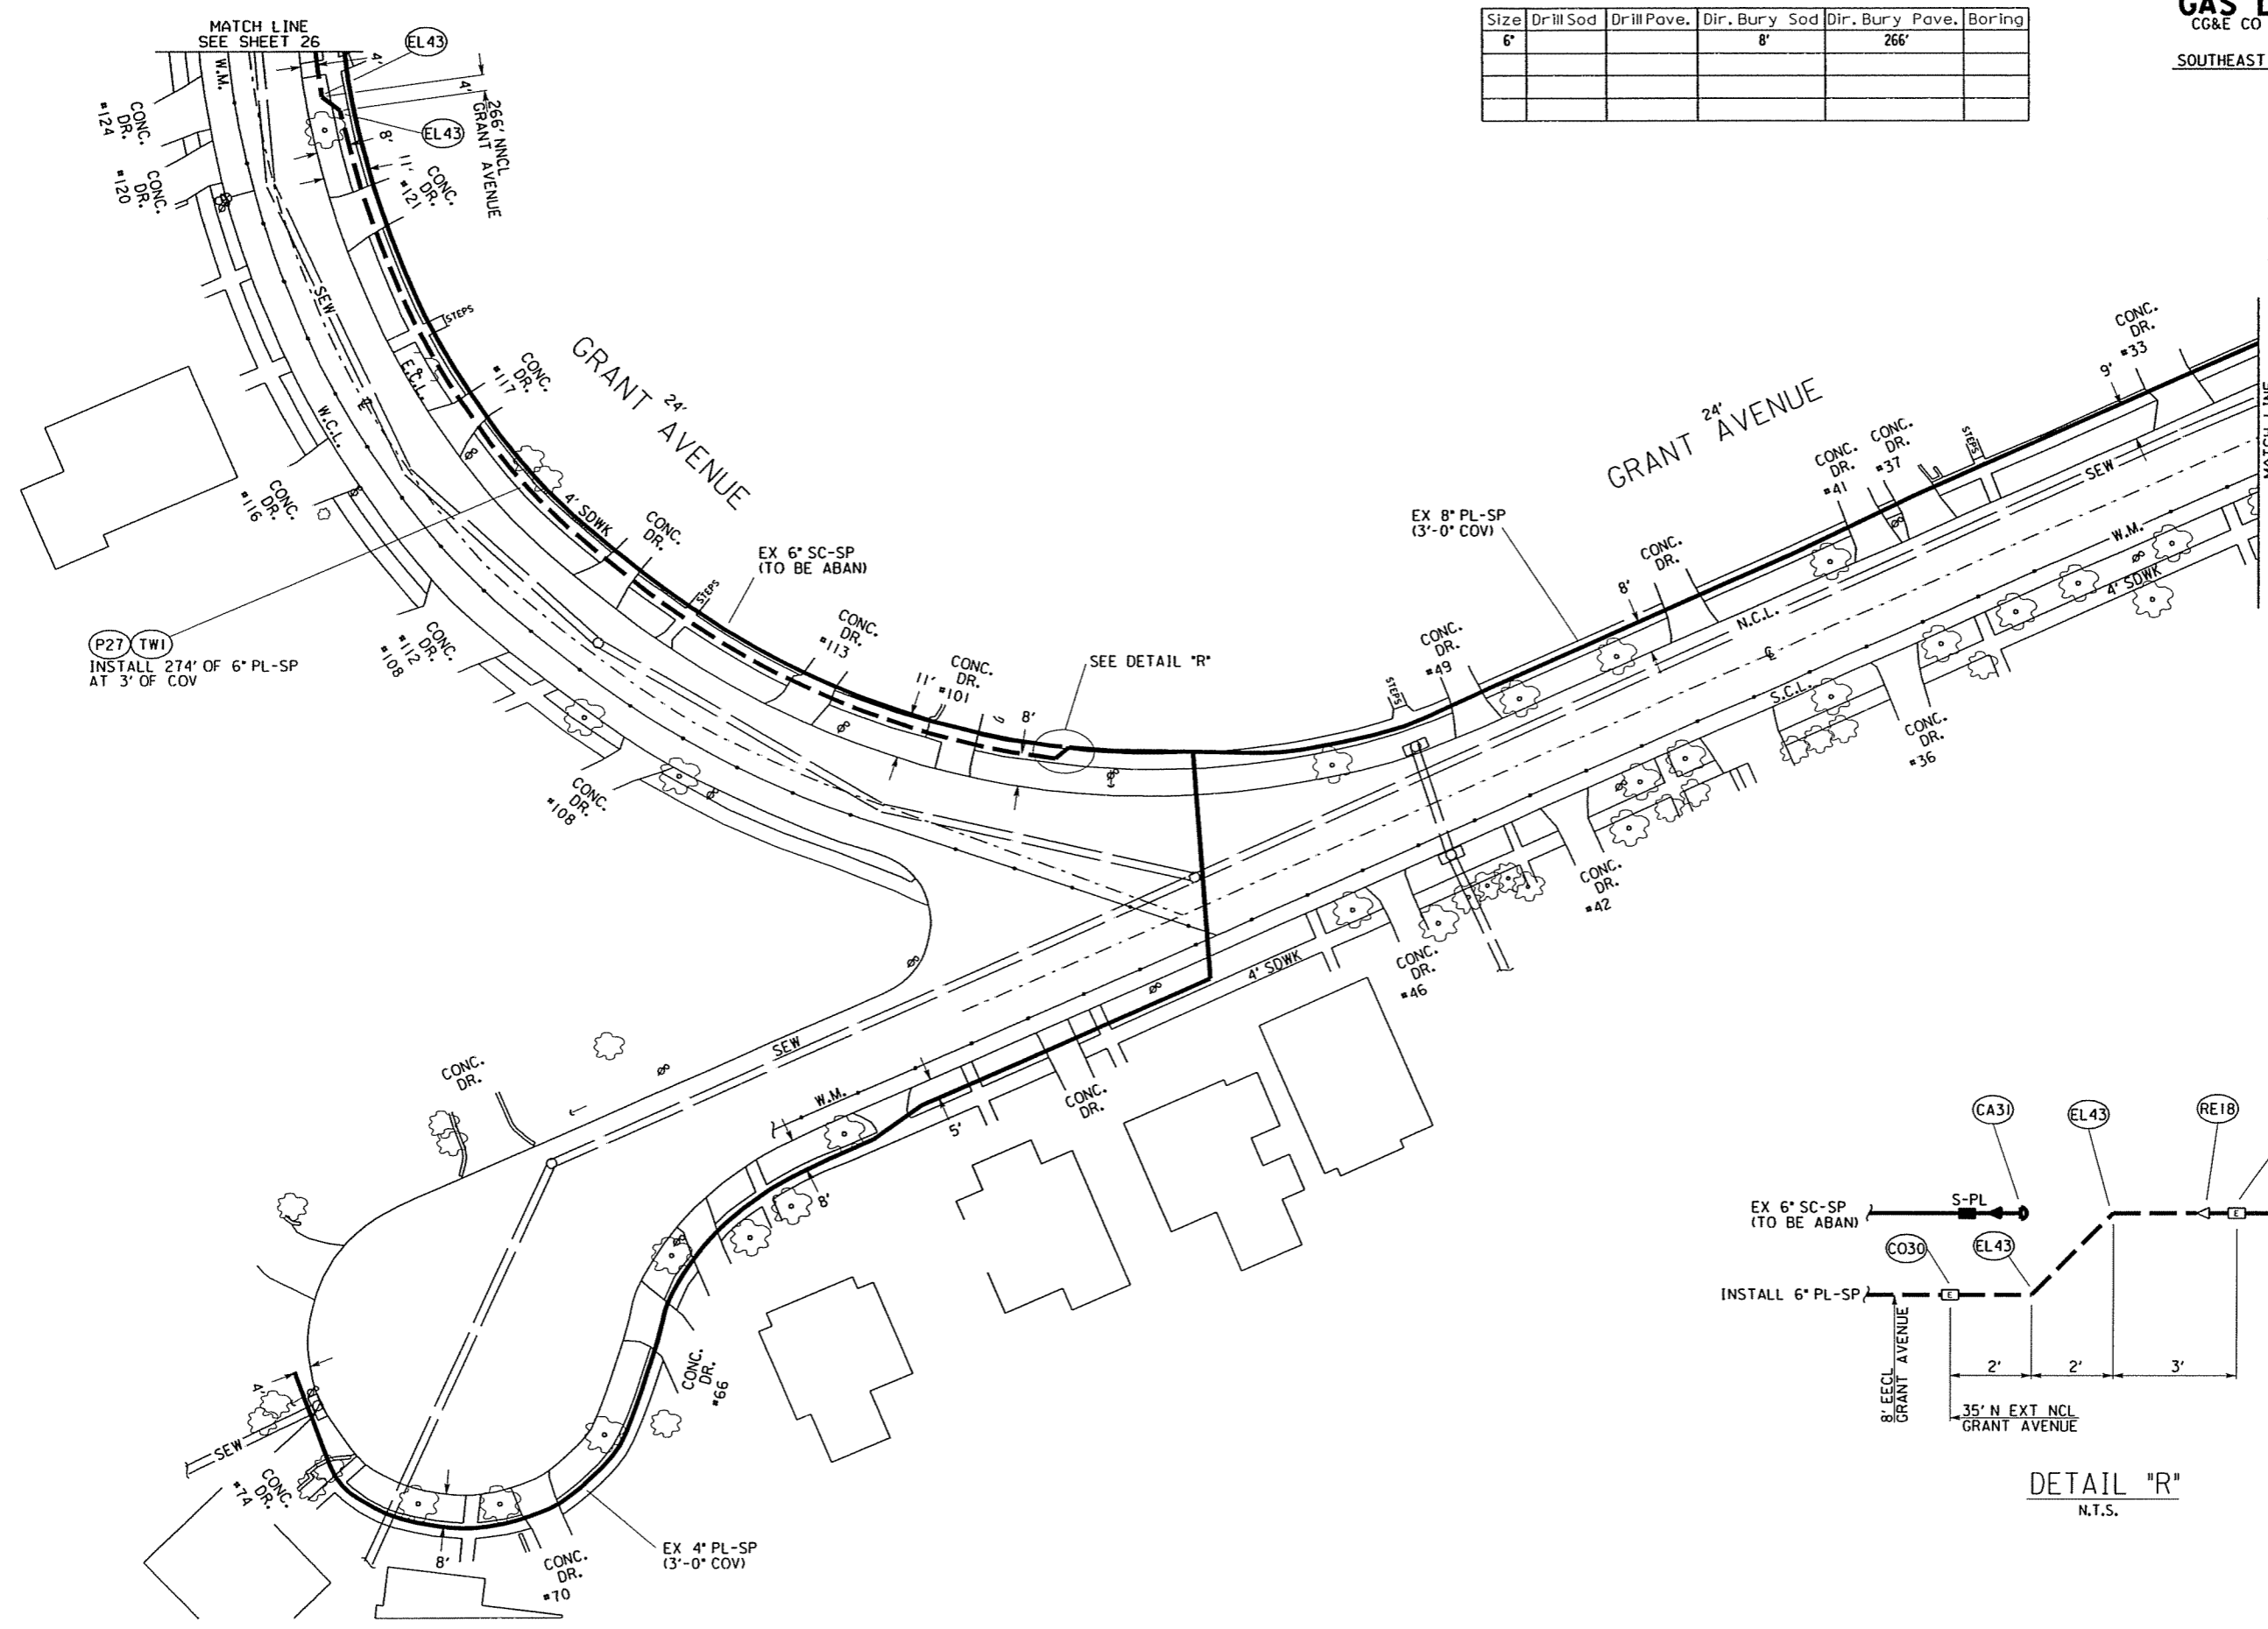 MATCH LINE
SEE SHEET 26
EL43
4'
4'
266' NNCL
GRANT AVENUE
EL43
8'
11'
W.M.
CONC.
DR.
#124
CONC.
DR.
#120
CONC.
DR.
#121
SEW
STEPS
E.C.L.
CONC.
DR.
#117
GRANT AVENUE
24'
W.C.L.
CONC.
DR.
#116
4' SDWK
CONC.
DR.
EX 6" SC-SP
(TO BE ABAN)
STEPS
P27 TW1
INSTALL 274' OF 6" PL-SP
AT 3' OF COV
CONC.
DR.
#112
#108
CONC.
DR.
#113
11'
CONC.
DR.
#101
8'
SEE DETAIL "R"
CONC.
DR.
#108
Size Drill Sod Drill Pave. Dir. Bury Sod Dir. Bury Pave. Boring
6" 8' 266'
CG&E CO
SOUTHEAST
GRANT AVENUE
24'
CONC.
DR.
#33
9'
MATCH LINE
STEPS
CONC.
DR.
#37
CONC.
DR.
#41
SEW
EX 8" PL-SP
(3'-0" COV)
CONC.
DR.
8'
W.M.
4' SDWK
N.C.L.
℄
S.C.L.
CONC.
DR.
#49
STEPS
CONC.
DR.
#36
CONC.
DR.
#42
CONC.
DR.
#46
4' SDWK
SEW
CONC.
DR.
W.M.
CONC.
DR.
5'
8'
CONC.
DR.
#66
4'
SEW
CONC.
DR.
#74
8'
CONC.
DR.
#70
EX 4" PL-SP
(3'-0" COV)
CA31
EL43
RE18
EX 6" SC-SP
(TO BE ABAN)
S-PL
CO30
EL43
E
INSTALL 6" PL-SP
E
8' EECL
GRANT AVENUE
2'
2'
3'
35' N EXT NCL
GRANT AVENUE
DETAIL "R"
N.T.S.